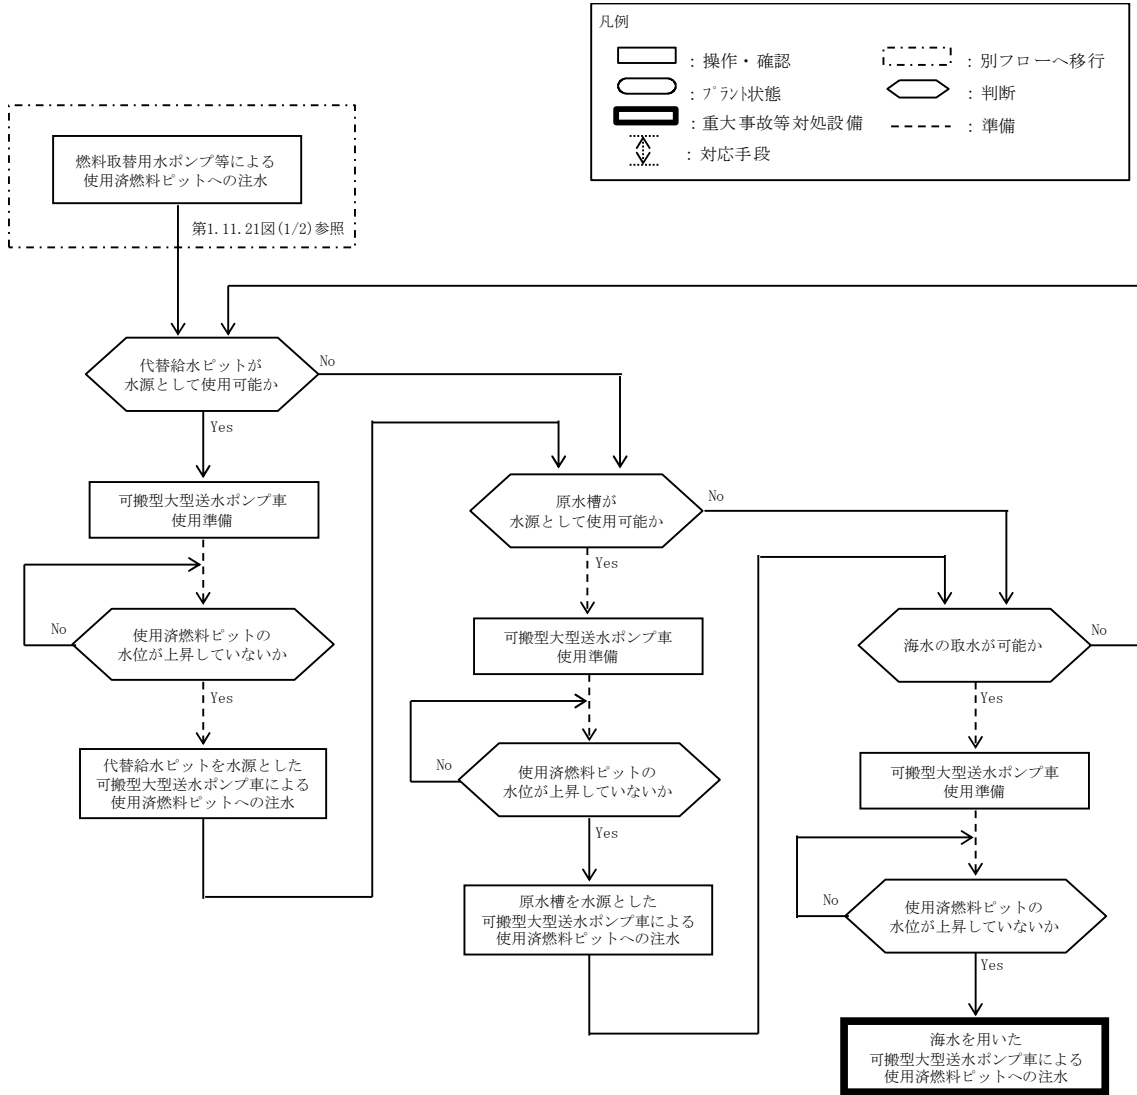 凡例
：操作・確認
：別フローへ移行
：プラント状態
：判断
：重大事故等対処設備
：準備
：対応手段
燃料取替用水ポンプ等による
使用済燃料ピットへの注水
第1.11.21図(1/2)参照
代替給水ピットが
水源として使用可能か
No
Yes
可搬型大型送水ポンプ車
使用準備
使用済燃料ピットの
水位が上昇していないか
No
Yes
代替給水ピットを水源とした
可搬型大型送水ポンプ車による
使用済燃料ピットへの注水
原水槽が
水源として使用可能か
No
Yes
可搬型大型送水ポンプ車
使用準備
使用済燃料ピットの
水位が上昇していないか
No
Yes
原水槽を水源とした
可搬型大型送水ポンプ車による
使用済燃料ピットへの注水
海水の取水が可能か
No
Yes
可搬型大型送水ポンプ車
使用準備
使用済燃料ピットの
水位が上昇していないか
No
Yes
海水を用いた
可搬型大型送水ポンプ車による
使用済燃料ピットへの注水